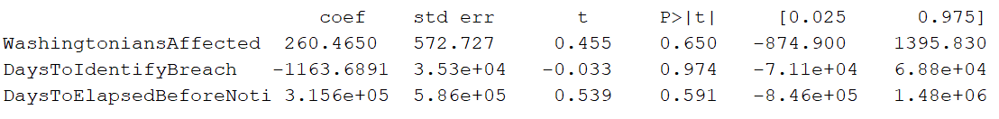 coef std err t P>|t| [0.025 0.975]
WashingtoniansAffected 260.4650 572.727 0.455 0.650 -874.900 1395.830
DaysToIdentifyBreach -1163.6891 3.53e+04 -0.033 0.974 -7.11e+04 6.88e+04
DaysToElapsedBeforeNoti 3.156e+05 5.86e+05 0.539 0.591 -8.46e+05 1.48e+06